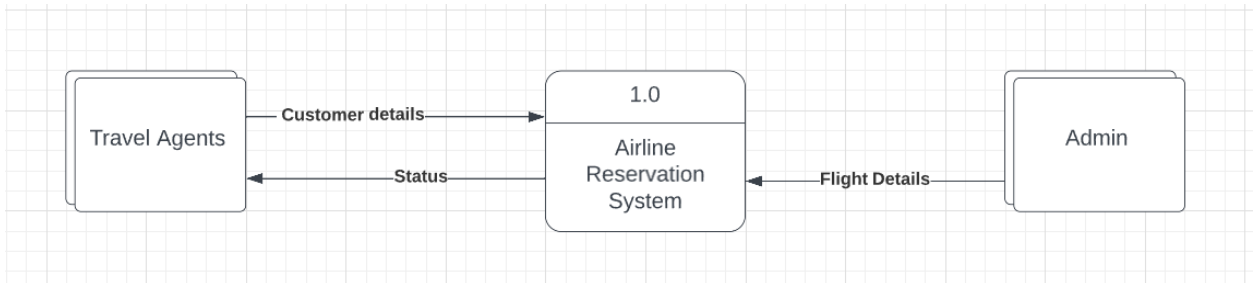 Travel Agents
Customer details
Status
1.0
Airline
Reservation
System
Flight Details
Admin